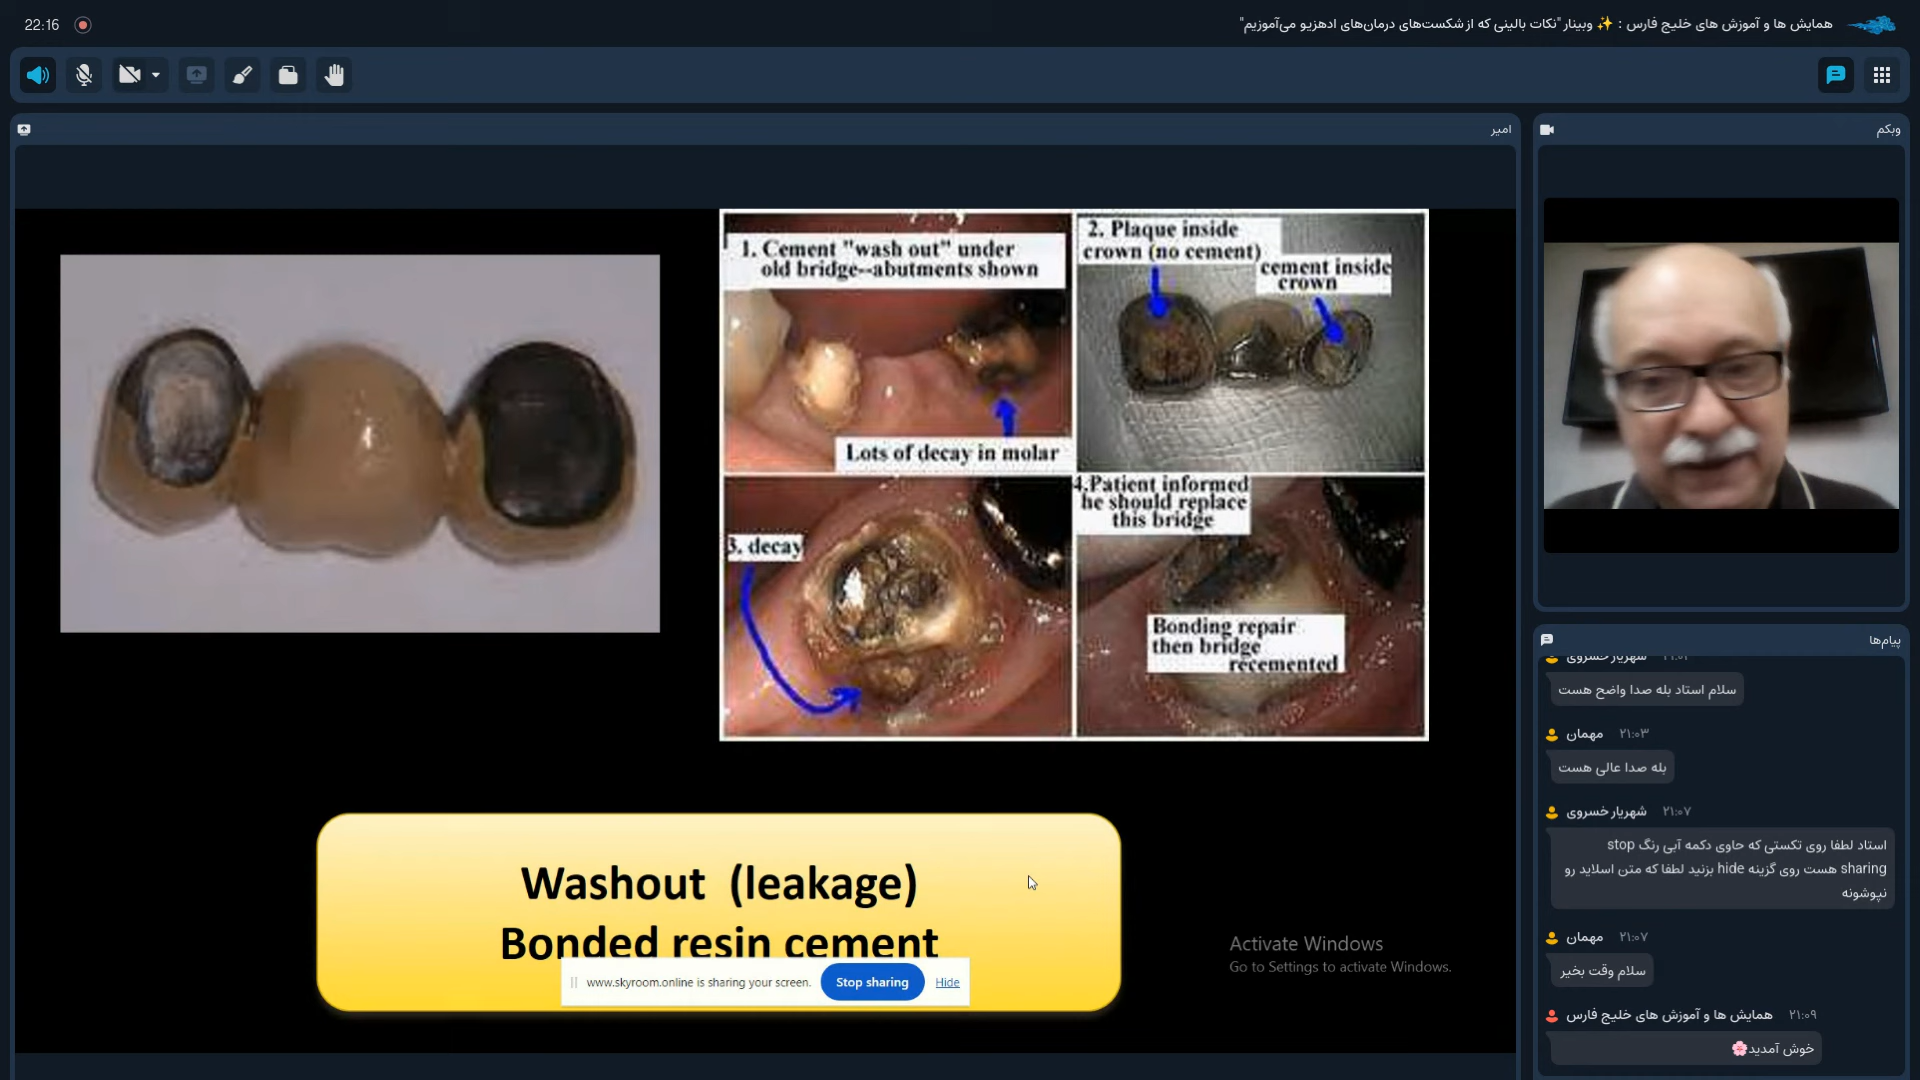 22:16
همایش ها و آموزش های خلیج فارس : ✨ وبینار "نکات بالینی که از شکست‌های درمان‌های ادهزیو می‌آموزیم"
امیر
1. Cement "wash out" under
old bridge--abutments shown
Lots of decay in molar
2. Plaque inside
crown (no cement)
cement inside
crown
3. decay
4.Patient informed
he should replace
this bridge
Bonding repair
then bridge
recemented
Washout (leakage)
Bonded resin cement
www.skyroom.online is sharing your screen.
Stop sharing
Hide
Activate Windows
Go to Settings to activate Windows.
وبکم
پیام‌ها
شهریار خسروی
سلام استاد بله صدا واضح هست
مهمان ۲۱:۰۳
بله صدا عالی هست
شهریار خسروی ۲۱:۰۷
استاد لطفا روی تکستی که حاوی دکمه آبی رنگ stop
sharing هست روی گزینه hide بزنید لطفا که متن اسلاید رو
نپوشونه
مهمان ۲۱:۰۷
سلام وقت بخیر
همایش ها و آموزش های خلیج فارس ۲۱:۰۹
خوش آمدید🌸